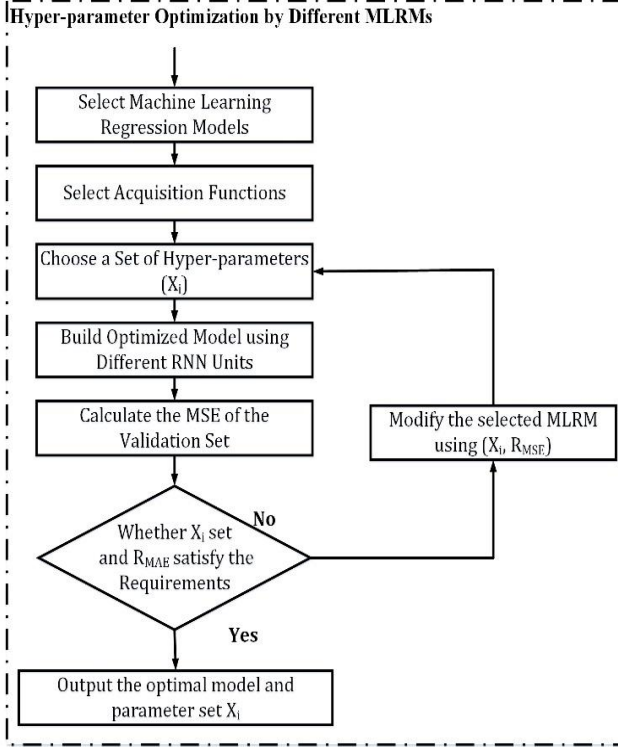 Hyper-parameter Optimization by Different MLRMs
Select Machine Learning
Regression Models
Select Acquisition Functions
Choose a Set of Hyper-parameters
(Xi)
Build Optimized Model using
Different RNN Units
Calculate the MSE of the
Validation Set
Modify the selected MLRM
using (Xi, RMSE)
No
Whether Xi set
and RMAE satisfy the
Requirements
Yes
Output the optimal model and
parameter set Xi